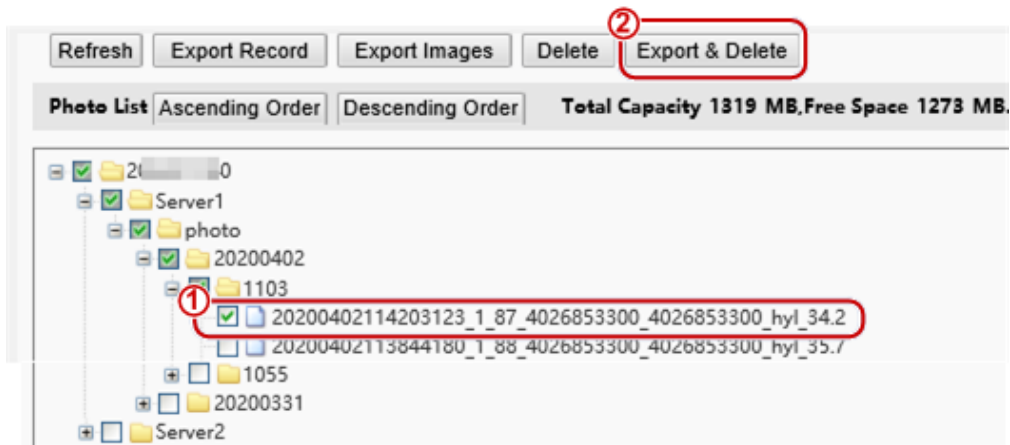 ②
Refresh Export Record Export Images Delete Export & Delete
Photo List Ascending Order Descending Order Total Capacity 1319 MB,Free Space 1273 MB.
Server1
photo
20200402
1103
①
20200402114203123_1_87_4026853300_4026853300_hyl_34.2
20200402113844180_1_88_4026853300_4026853300_hyl_35.7
1055
20200331
Server2